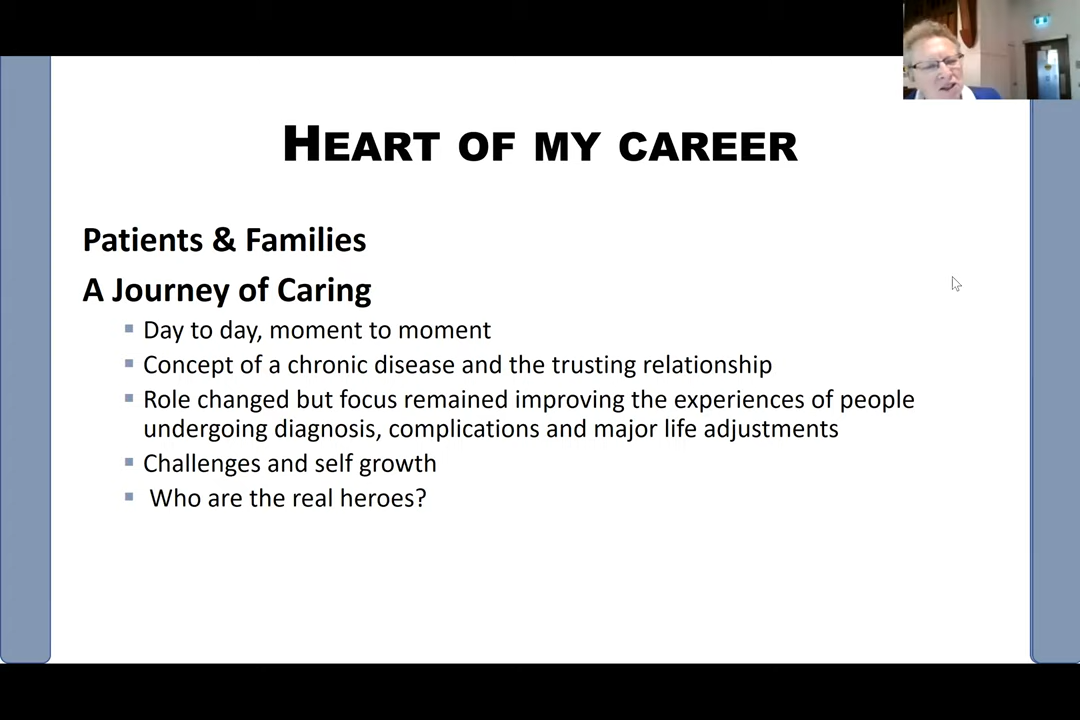 HEART OF MY CAREER
Patients & Families
A Journey of Caring
Day to day, moment to moment
Concept of a chronic disease and the trusting relationship
Role changed but focus remained improving the experiences of people
undergoing diagnosis, complications and major life adjustments
Challenges and self growth
Who are the real heroes?